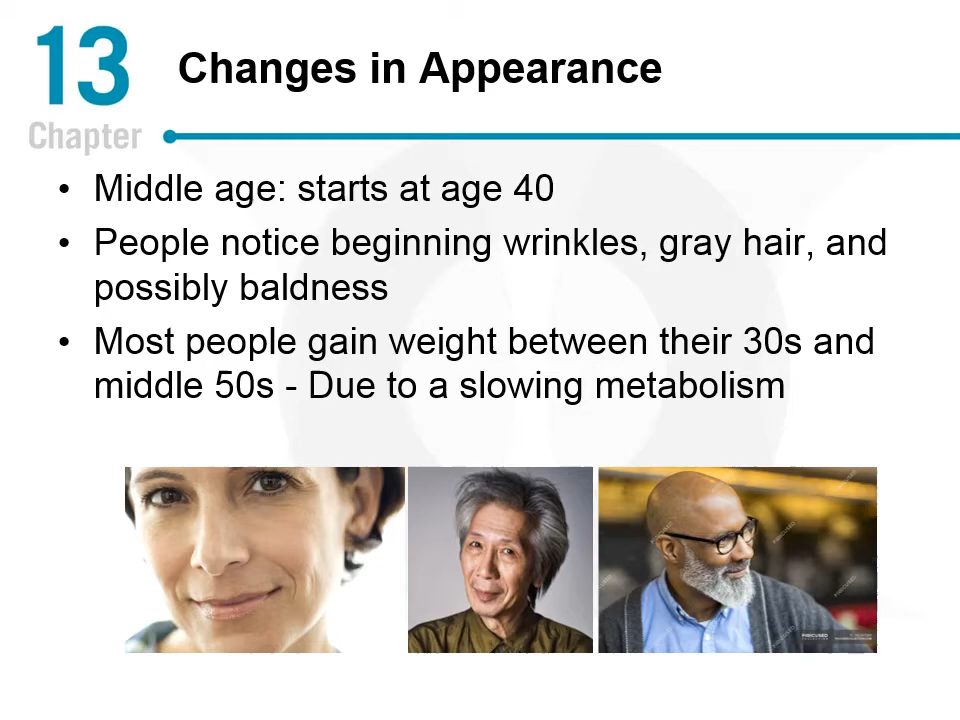 13
Chapter
Changes in Appearance
• Middle age: starts at age 40
• People notice beginning wrinkles, gray hair, and
possibly baldness
• Most people gain weight between their 30s and
middle 50s - Due to a slowing metabolism